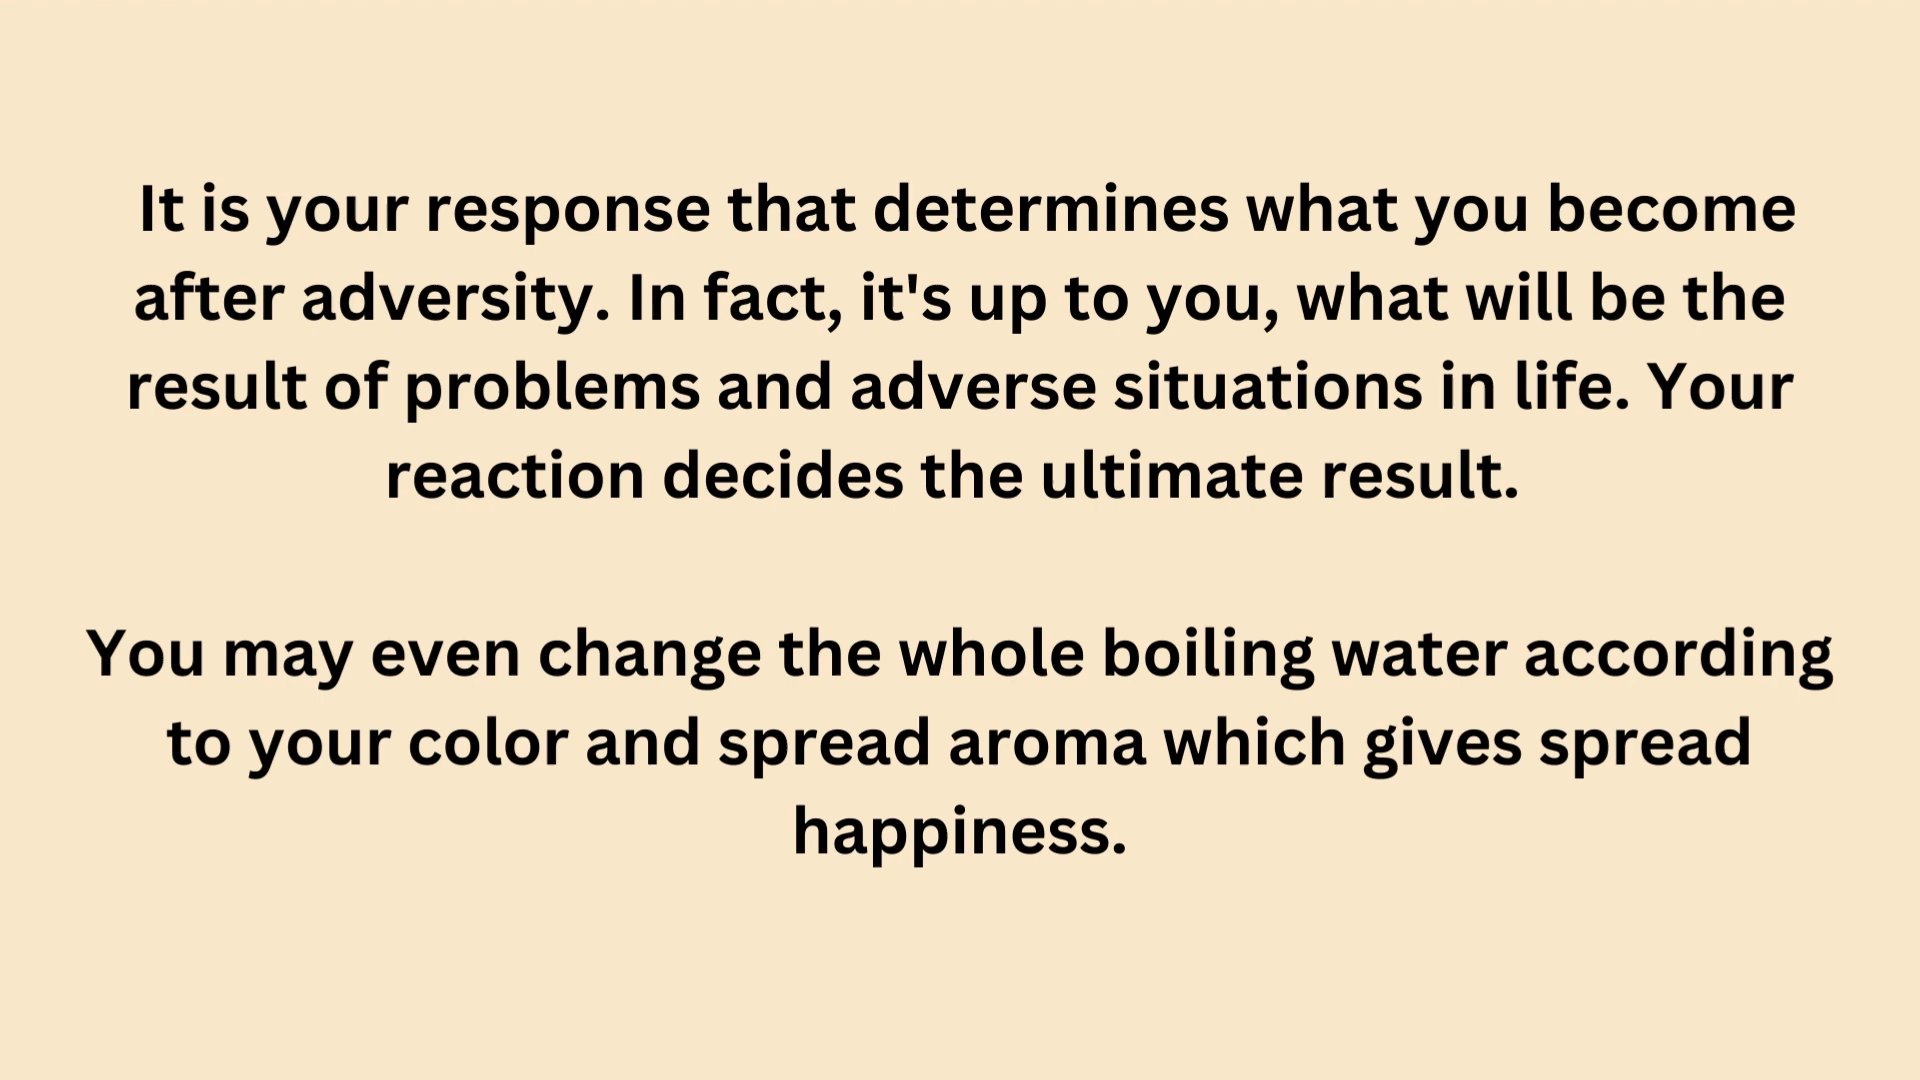 It is your response that determines what you become
after adversity. In fact, it's up to you, what will be the
result of problems and adverse situations in life. Your
reaction decides the ultimate result.
You may even change the whole boiling water according
to your color and spread aroma which gives spread
happiness.